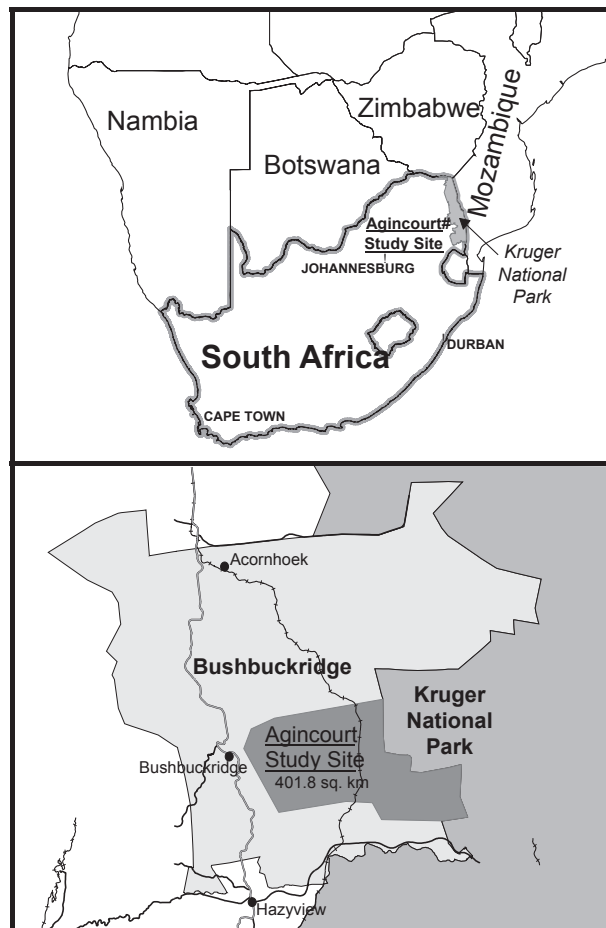 Nambia
Zimbabwe
Botswana
Mozambique
Agincourt#
Study Site
JOHANNESBURG
Kruger
National
Park
South Africa
DURBAN
CAPE TOWN
Acornhoek
Bushbuckridge
Kruger
National
Park
Agincourt
Study Site
401.8 sq. km
Bushbuckridge
Hazyview